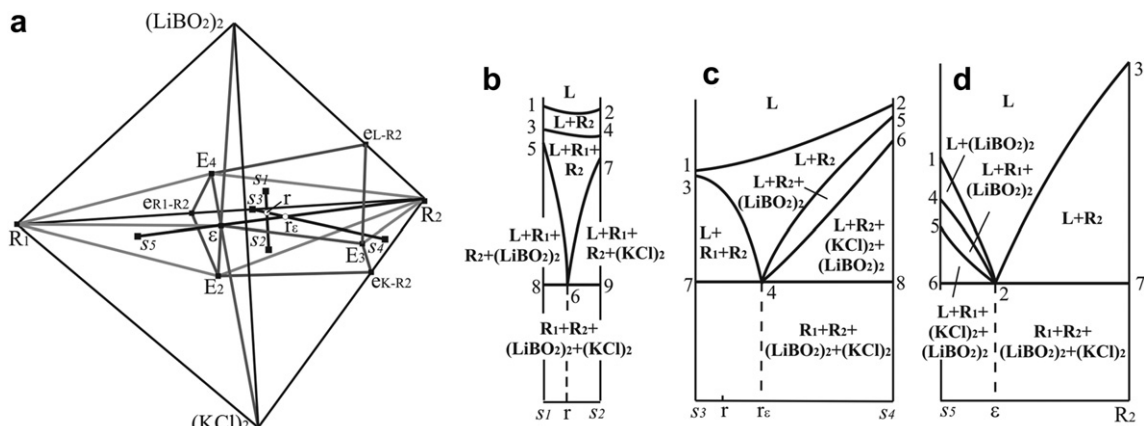 a
(LiBO2)2
eL-R2
E4
s1
eR1-R2
s3
r
R2
R1
rε
s5
ε
s2
E3
s4
E2
eK-R2
(KCl)2
b
L
1
2
L+R2
3
4
5
L+R1+
R2
7
L+R1+
R2+(LiBO2)2
L+R1+
R2+(KCl)2
8
6
9
R1+R2+
(LiBO2)2+(KCl)2
s1
r
s2
c
L
2
5
6
1
L+R2
3
L+R2+
(LiBO2)2
L+
R1+R2
L+R2+
(KCl)2+
(LiBO2)2
7
4
8
R1+R2+
(LiBO2)2+(KCl)2
s3
r
rε
s4
d
3
L
L+(LiBO2)2
1
L+R1+
(LiBO2)2
4
L+R2
5
6
2
7
L+R1+
(KCl)2+
(LiBO2)2
R1+R2+
(LiBO2)2+(KCl)2
s5
ε
R2